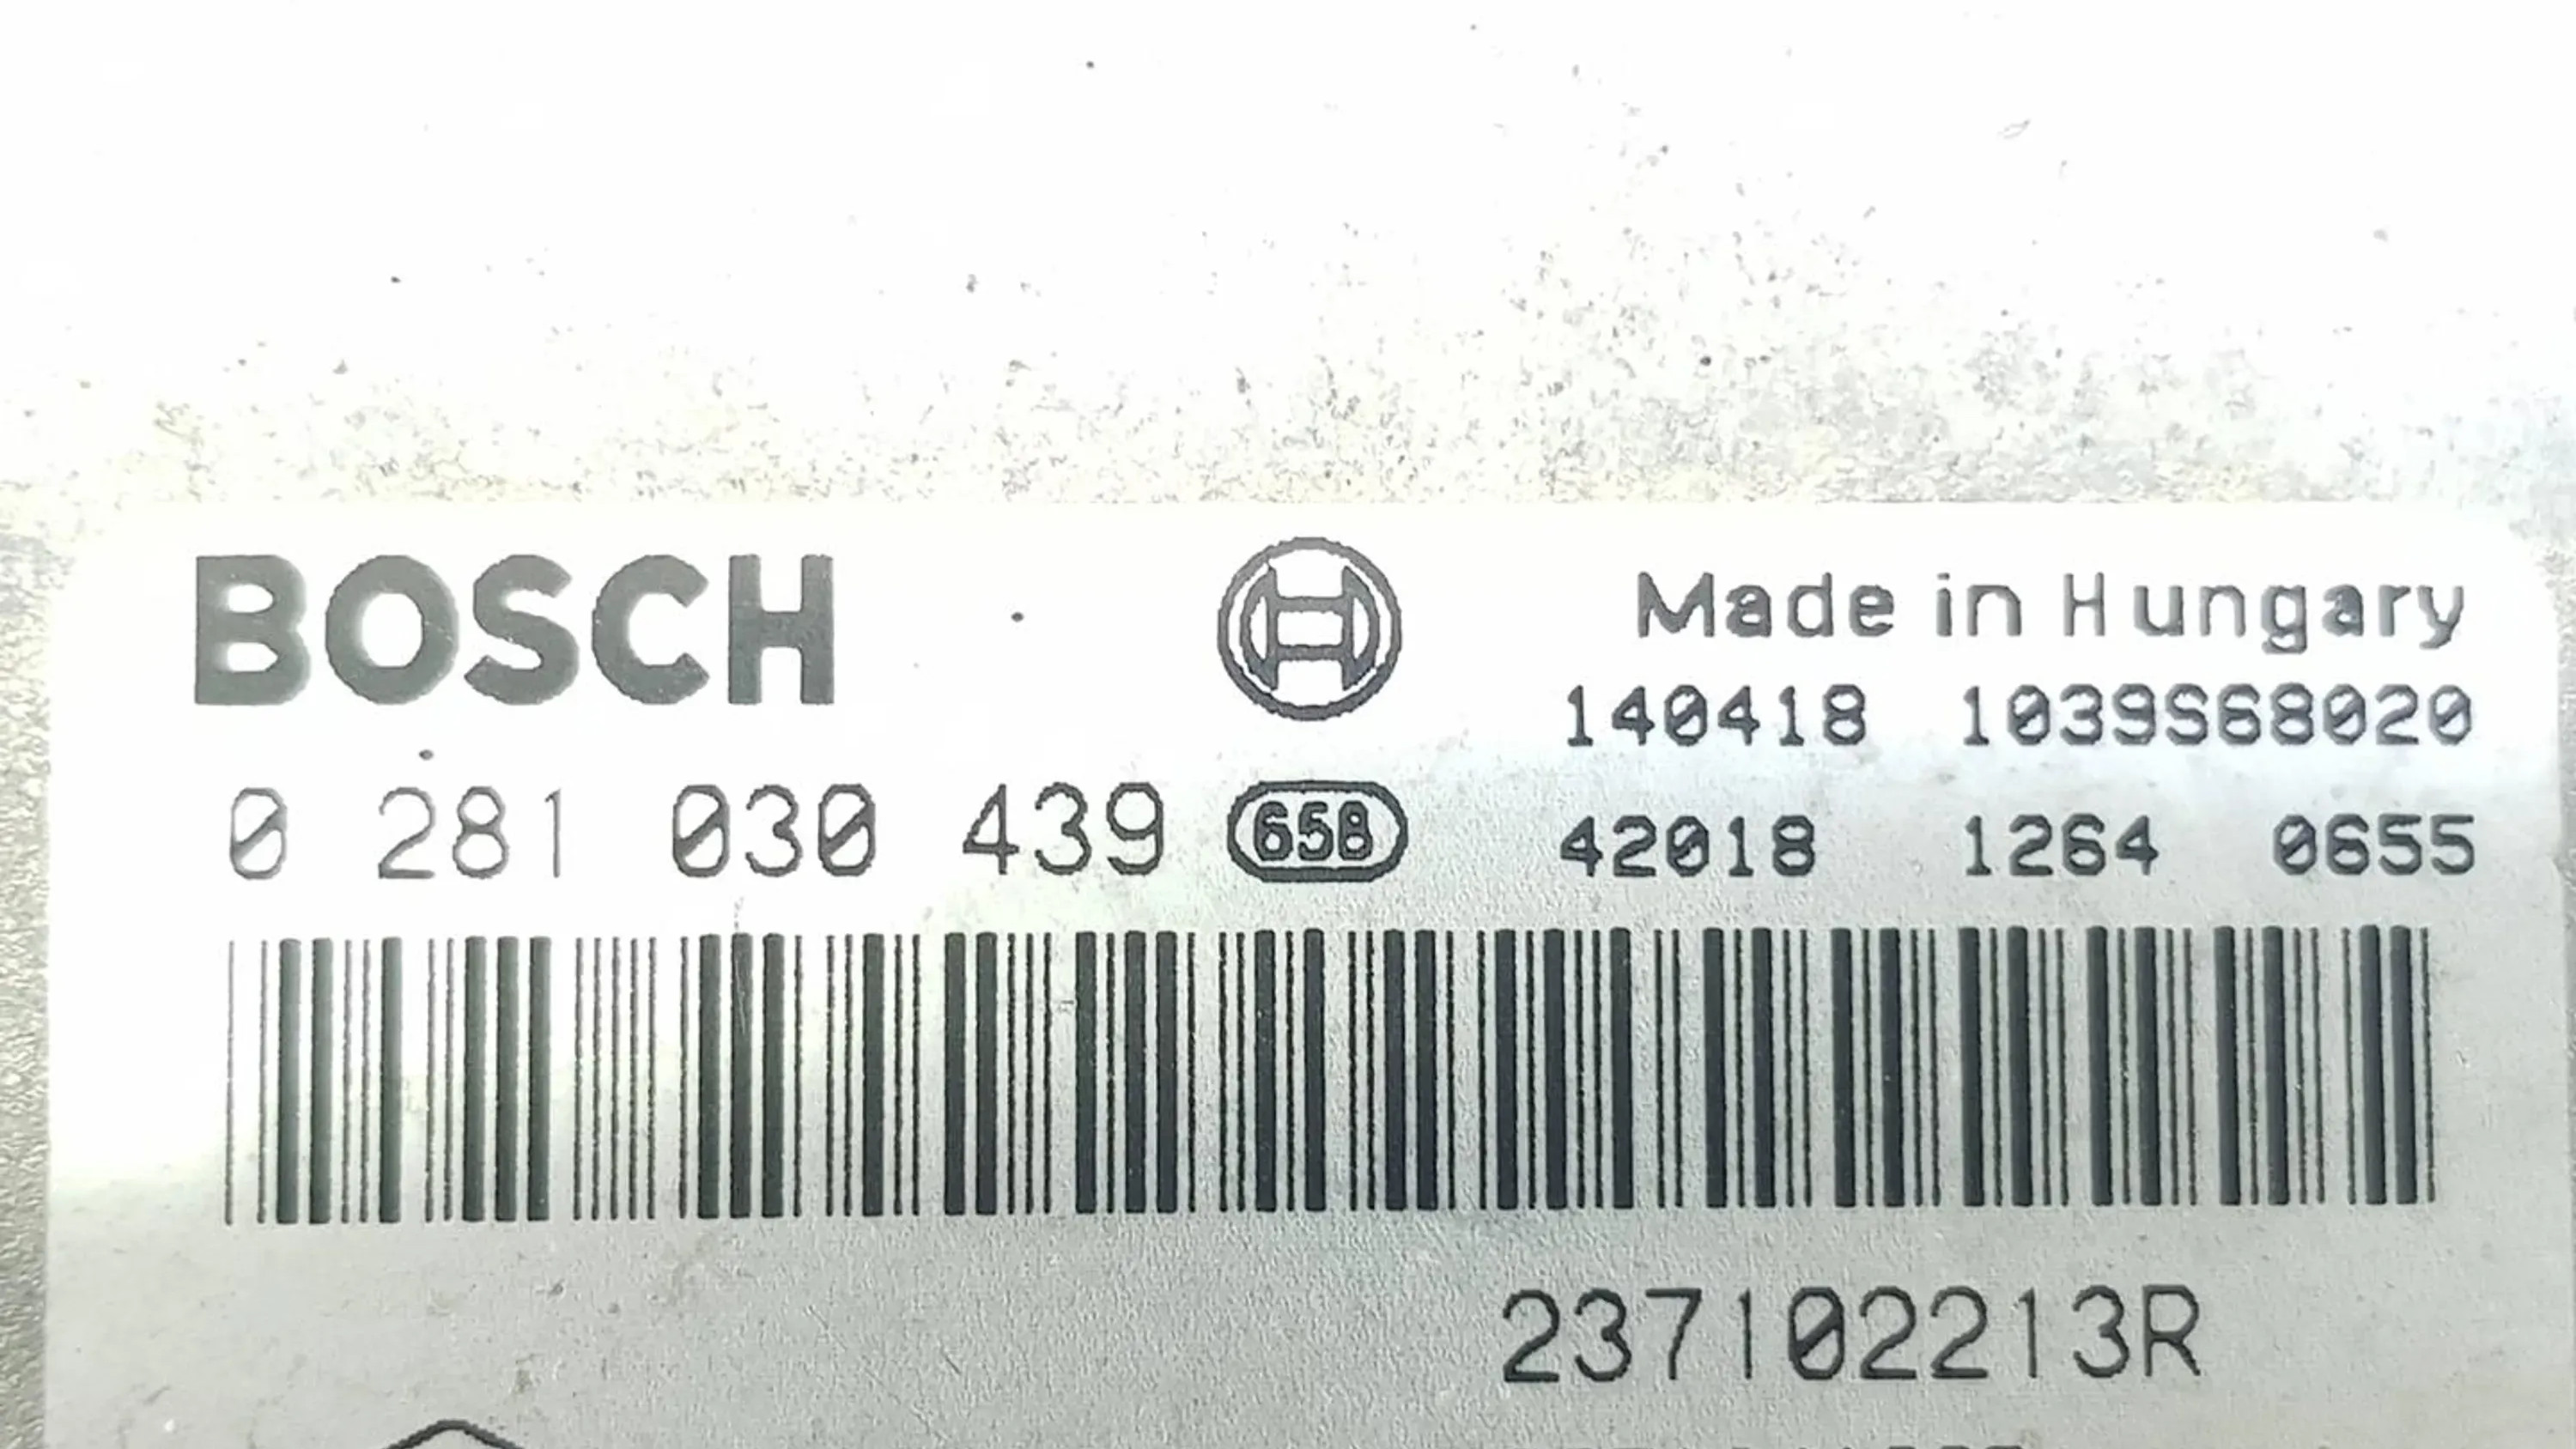 BOSCH
Made in Hungary
140418 1039S68020
0 281 030 439 658 42018 1264 0655
237102213R